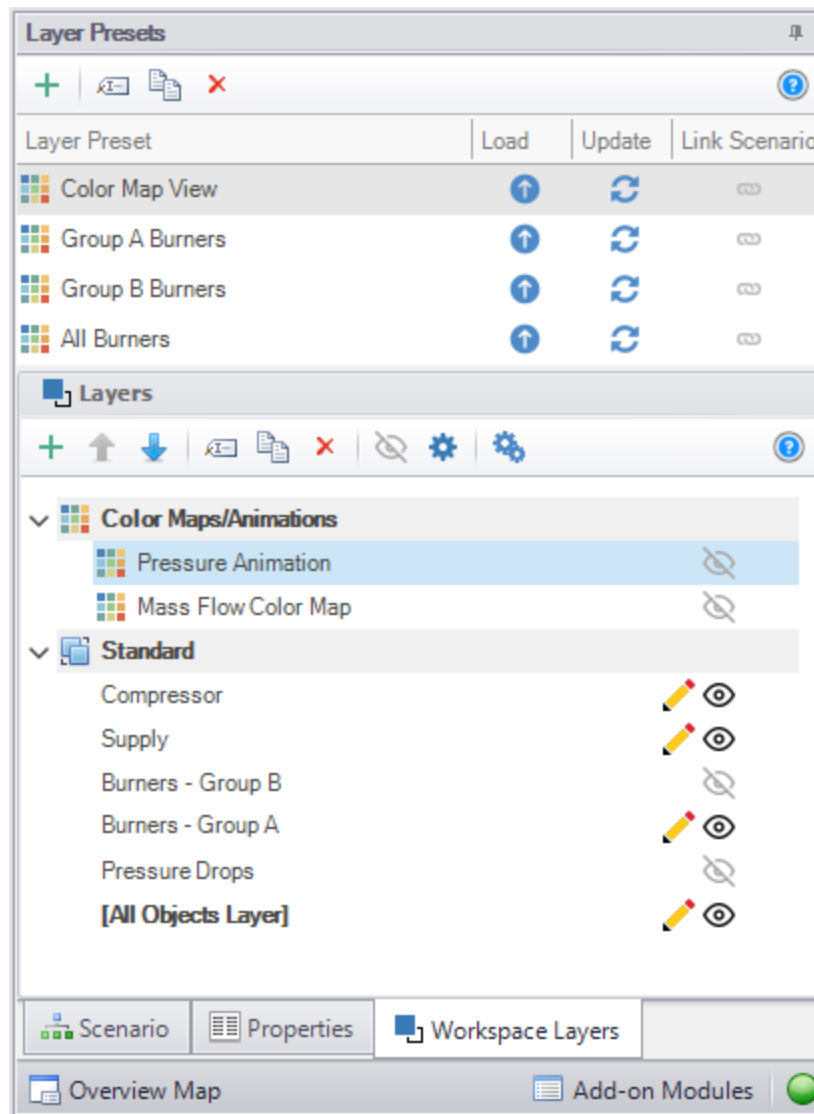 Layer Presets
Layer Preset Load Update Link Scenario
Color Map View
Group A Burners
Group B Burners
All Burners
Layers
Color Maps/Animations
Pressure Animation
Mass Flow Color Map
Standard
Compressor
Supply
Burners - Group B
Burners - Group A
Pressure Drops
[All Objects Layer]
Scenario Properties Workspace Layers
Overview Map Add-on Modules